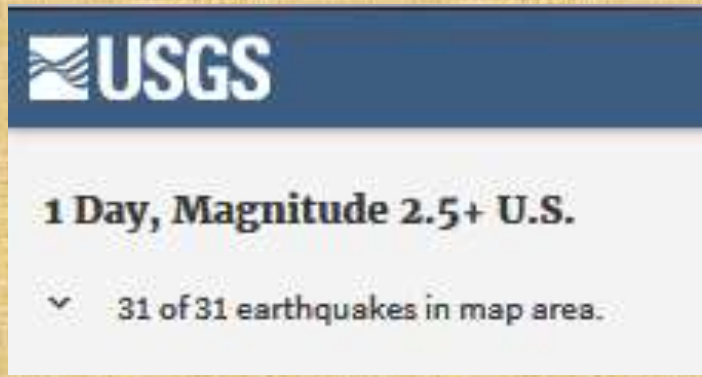 USGS
1 Day, Magnitude 2.5+ U.S.
31 of 31 earthquakes in map area.